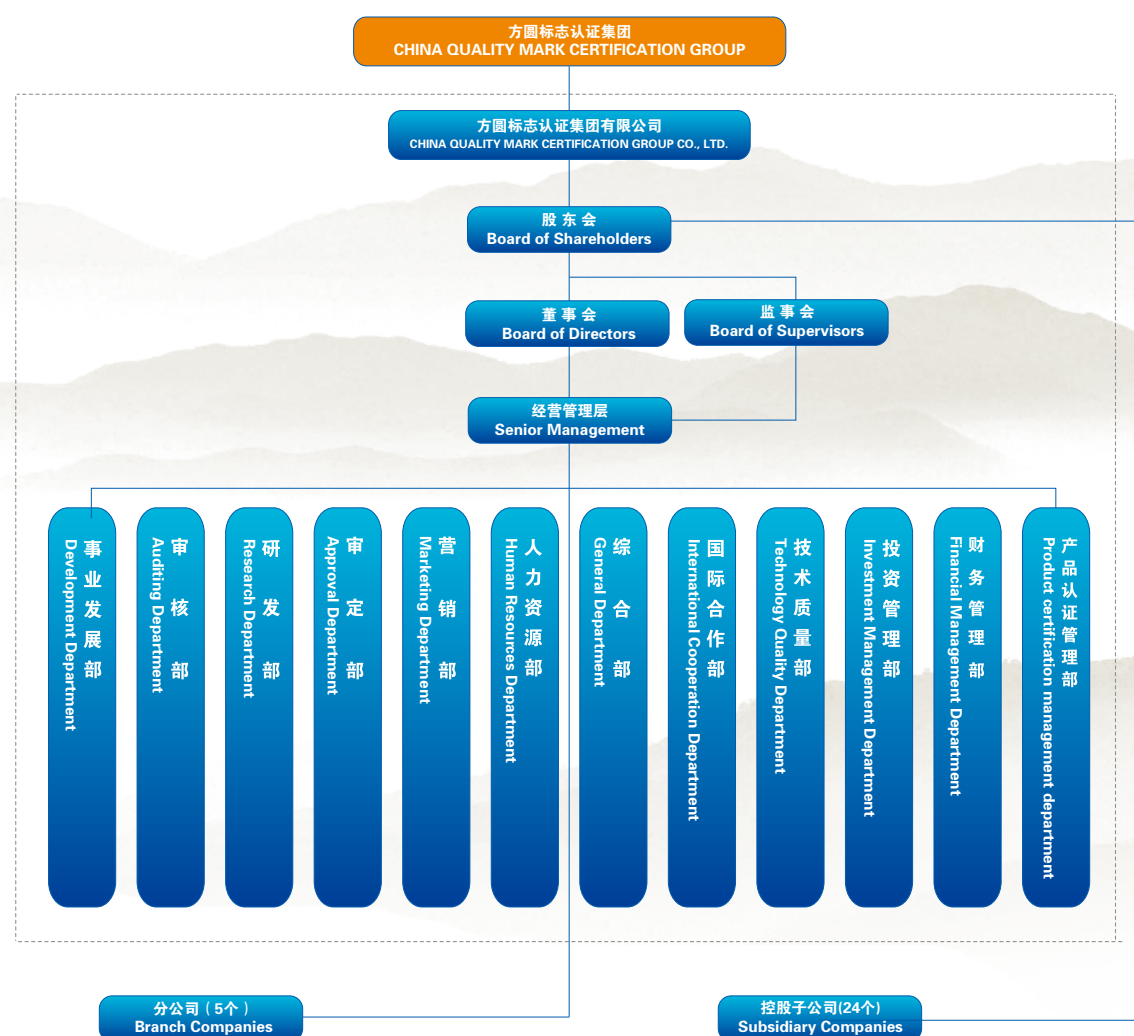 方圆标志认证集团
CHINA QUALITY MARK CERTIFICATION GROUP
方圆标志认证集团有限公司
CHINA QUALITY MARK CERTIFICATION GROUP CO., LTD.
股东会
Board of Shareholders
董事会
Board of Directors
监事会
Board of Supervisors
经营管理层
Senior Management
事业发展部
Development Department
审核部
Auditing Department
研发部
Research Department
审定部
Approval Department
营销部
Marketing Department
人力资源部
Human Resources Department
综合部
General Department
国际合作部
International Cooperation Department
技术质量部
Technology Quality Department
投资管理部
Investment Management Department
财务管理部
Financial Management Department
产品认证管理部
Product certification management department
分公司（5个）
Branch Companies
控股子公司(24个)
Subsidiary Companies